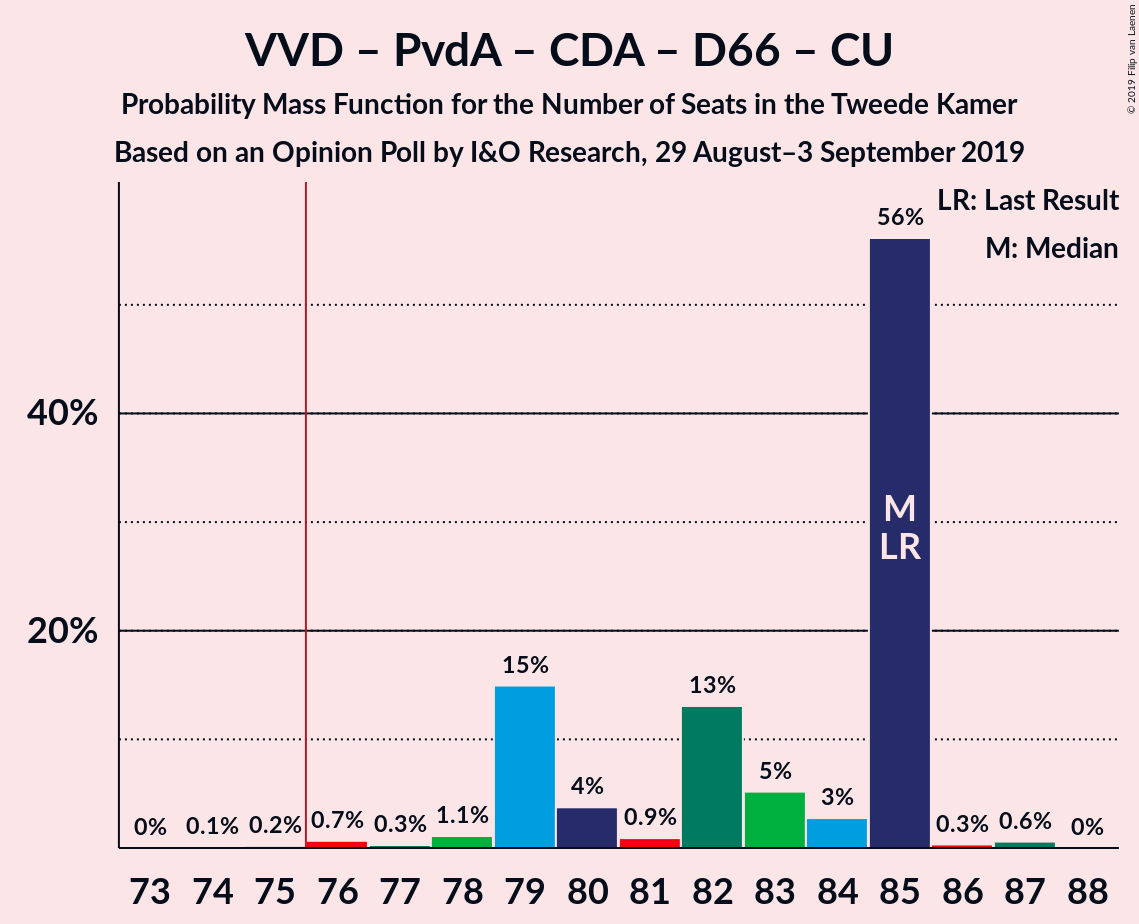 VVD – PvdA – CDA – D66 – CU
Probability Mass Function for the Number of Seats in the Tweede Kamer
Based on an Opinion Poll by I&O Research, 29 August–3 September 2019
© 2019 Filip van Laenen
LR: Last Result
M: Median
40%
20%
0%
0.1%
0.2%
0.7%
0.3%
1.1%
15%
4%
0.9%
13%
5%
3%
56%
0.3%
0.6%
0%
M
LR
73 74 75 76 77 78 79 80 81 82 83 84 85 86 87 88